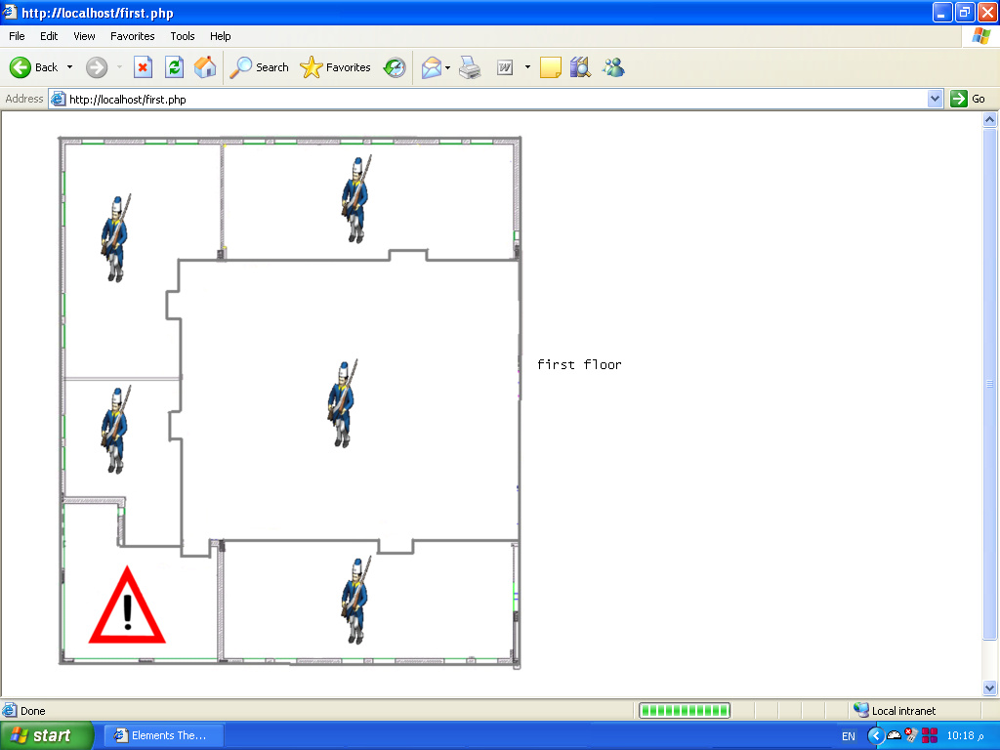 http://localhost/first.php
File Edit View Favorites Tools Help
Back Search Favorites
Address http://localhost/first.php Go
first floor
Done Local intranet
start Elements The... EN 10:18 م